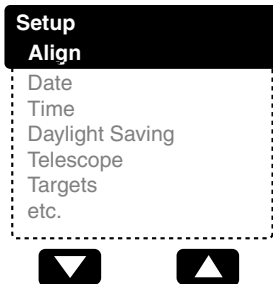 Setup
Align
Date
Time
Daylight Saving
Telescope
Targets
etc.